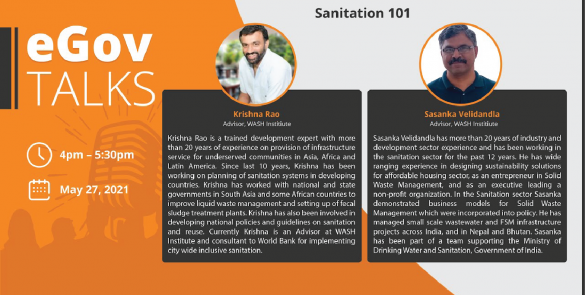 Sanitation 101
eGov
TALKS
4pm – 5:30pm
May 27, 2021
Krishna Rao
Advisor, WASH Institiute
Krishna Rao is a trained development expert with more
than 20 years of experience on provision of infrastructure
service for underserved communities in Asia, Africa and
Latin America. Since last 10 years, Krishna has been
working on planning of sanitation systems in developing
countries. Krishna has worked with national and state
governments in South Asia and some African countries to
improve liquid waste management and setting up of fecal
sludge treatment plants. Krishna has also been involved in
developing national policies and guidelines on sanitation
and reuse. Currently Krishna is an Advisor at WASH
Institute and consultant to World Bank for implementing
city wide inclusive sanitation.
Sasanka Velidandla
Advisor, WASH Institiute
Sasanka Velidandla has more than 20 years of industry and
development sector experience and has been working in
the sanitation sector for the past 12 years. He has wide
ranging experience in designing sustainability solutions
for affordable housing sector, as an entrepreneur in Solid
Waste Management, and as an executive leading a
non-profit organization. In the Sanitation sector Sasanka
demonstrated business models for Solid Waste
Management which were incorporated into policy. He has
managed small scale wastewater and FSM infrastructure
projects across India, and in Nepal and Bhutan. Sasanka
has been part of a team supporting the Ministry of
Drinking Water and Sanitation, Government of India.